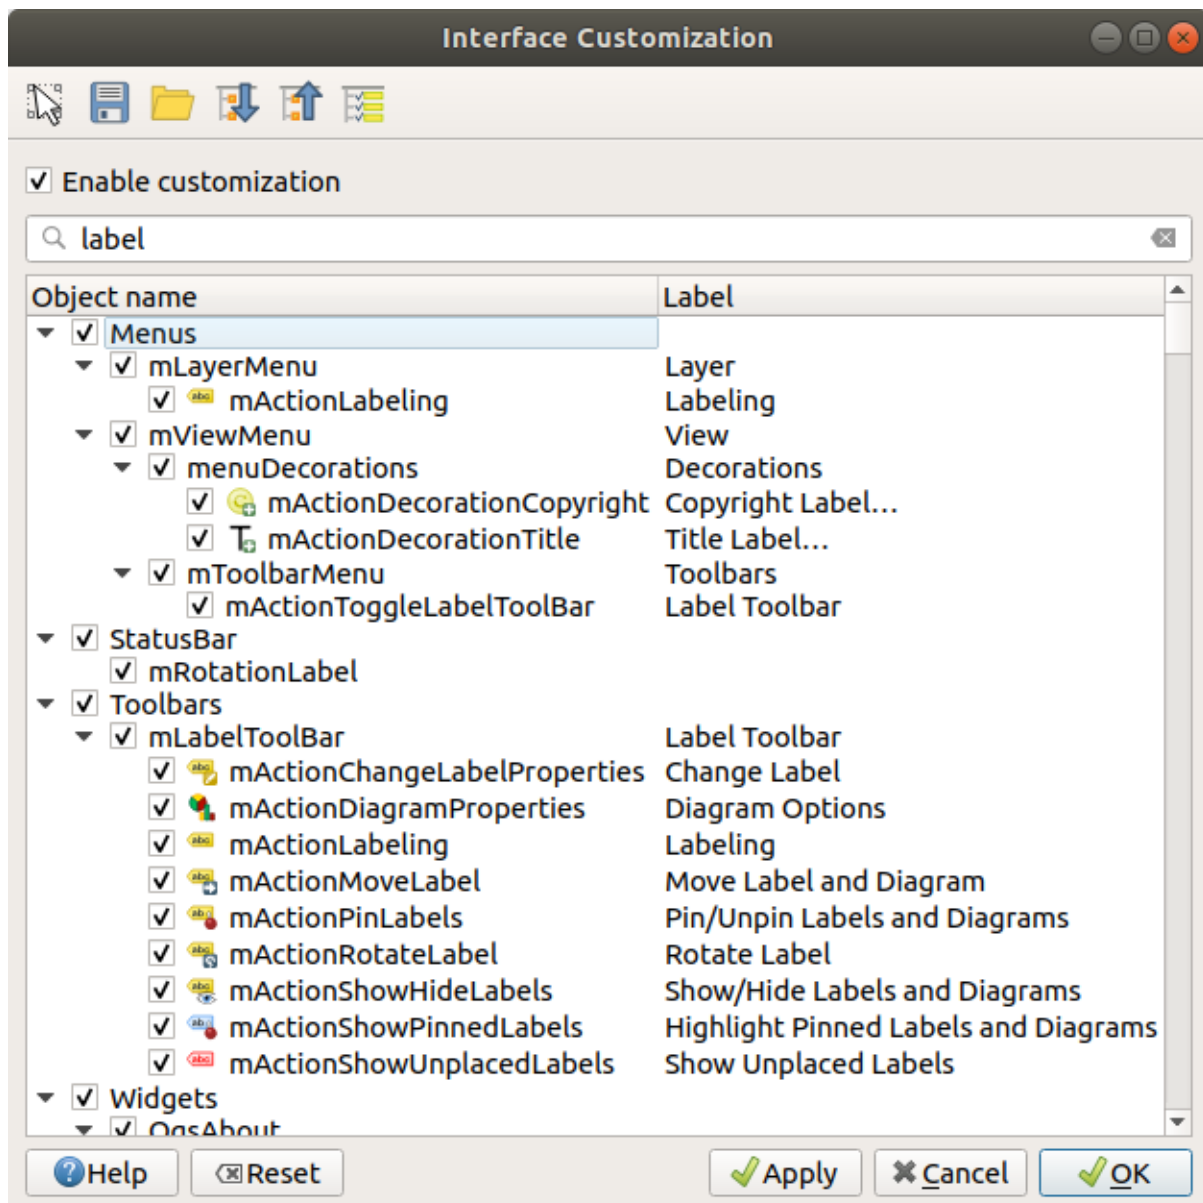 Interface Customization
Enable customization
label
Object name Label
Menus
mLayerMenu Layer
mActionLabeling Labeling
mViewMenu View
menuDecorations Decorations
mActionDecorationCopyright Copyright Label…
mActionDecorationTitle Title Label…
mToolbarMenu Toolbars
mActionToggleLabelToolBar Label Toolbar
StatusBar
mRotationLabel
Toolbars
mLabelToolBar Label Toolbar
mActionChangeLabelProperties Change Label
mActionDiagramProperties Diagram Options
mActionLabeling Labeling
mActionMoveLabel Move Label and Diagram
mActionPinLabels Pin/Unpin Labels and Diagrams
mActionRotateLabel Rotate Label
mActionShowHideLabels Show/Hide Labels and Diagrams
mActionShowPinnedLabels Highlight Pinned Labels and Diagrams
mActionShowUnplacedLabels Show Unplaced Labels
Widgets
QgsAbout
Help Reset Apply Cancel OK